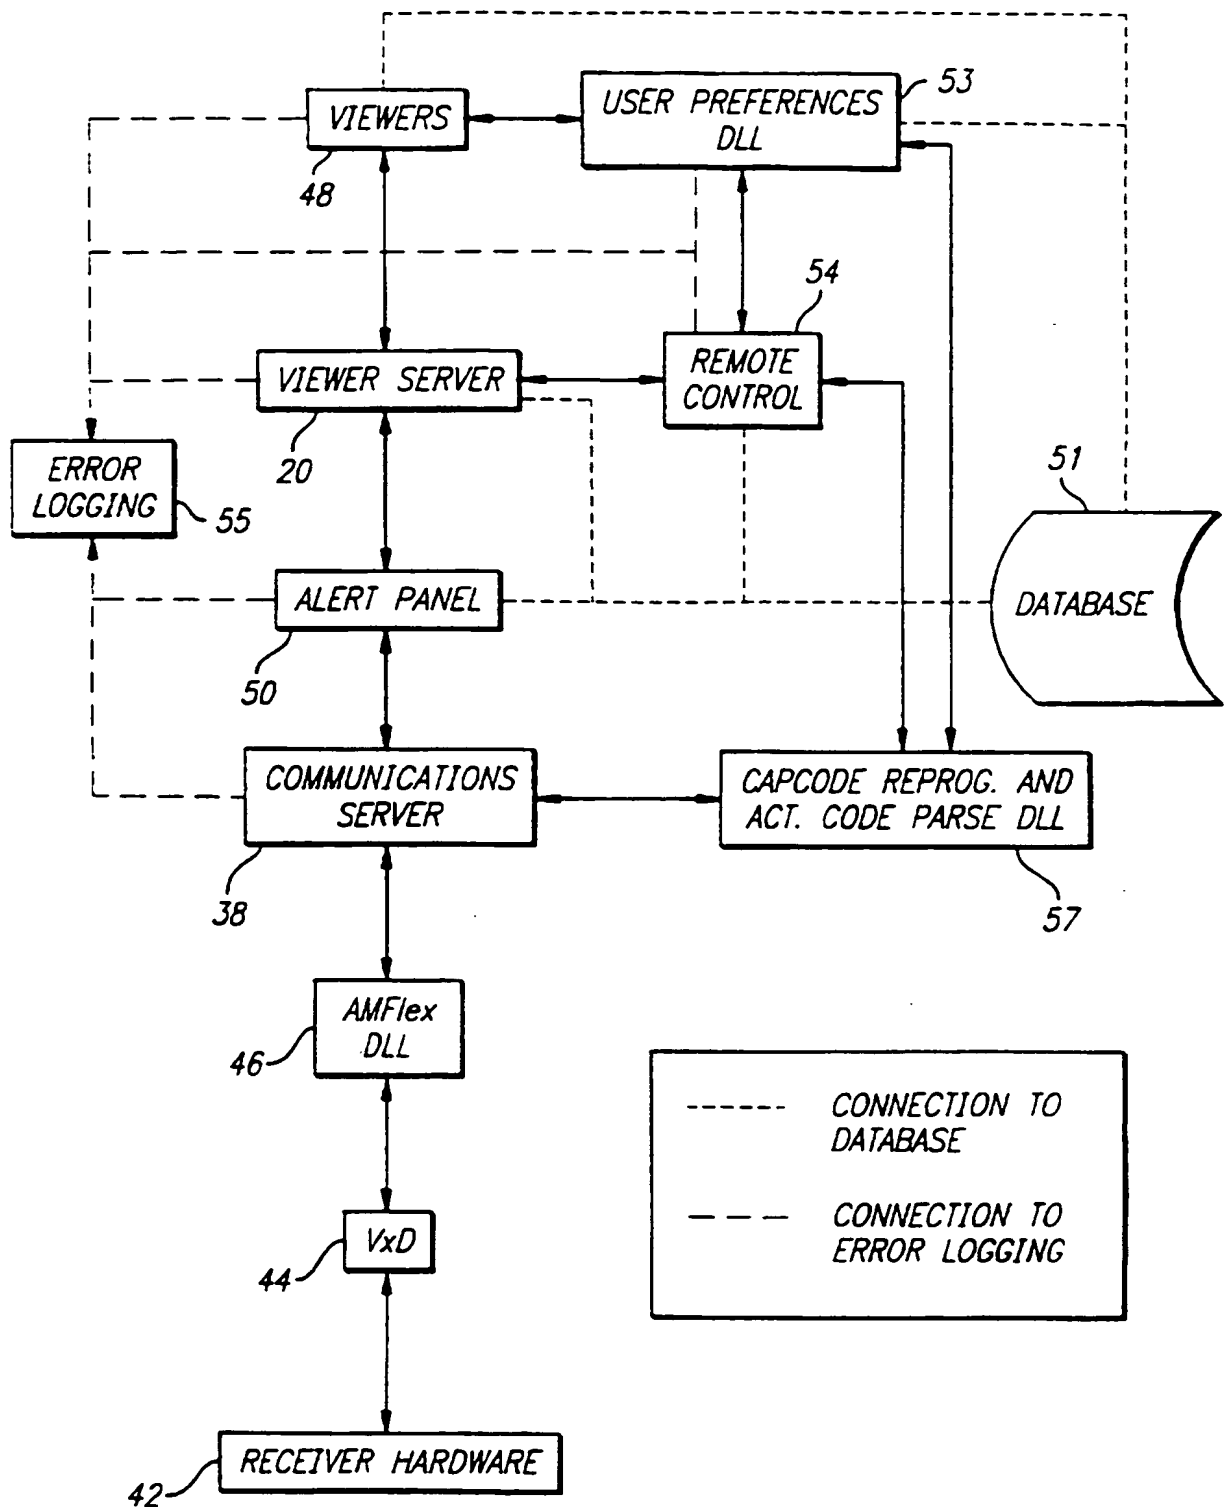 53
VIEWERS
USER PREFERENCES
DLL
48
54
VIEWER SERVER
REMOTE
CONTROL
20
51
ERROR
LOGGING
55
ALERT PANEL
DATABASE
50
COMMUNICATIONS
SERVER
CAPCODE REPROG. AND
ACT. CODE PARSE DLL
38
57
AMFlex
DLL
46
CONNECTION TO
DATABASE
VxD
44
CONNECTION TO
ERROR LOGGING
RECEIVER HARDWARE
42